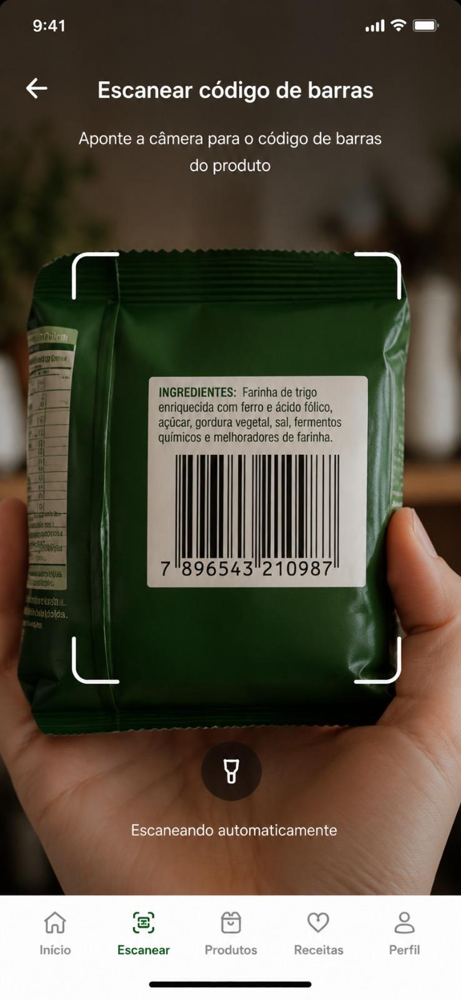 9:41
Escanear código de barras
Aponte a câmera para o código de barras
do produto
INGREDIENTES: Farinha de trigo
enriquecida com ferro e ácido fólico,
açúcar, gordura vegetal, sal, fermentos
químicos e melhoradores de farinha.
7 896543 210987
Escaneando automaticamente
Início
Escanear
Produtos
Receitas
Perfil